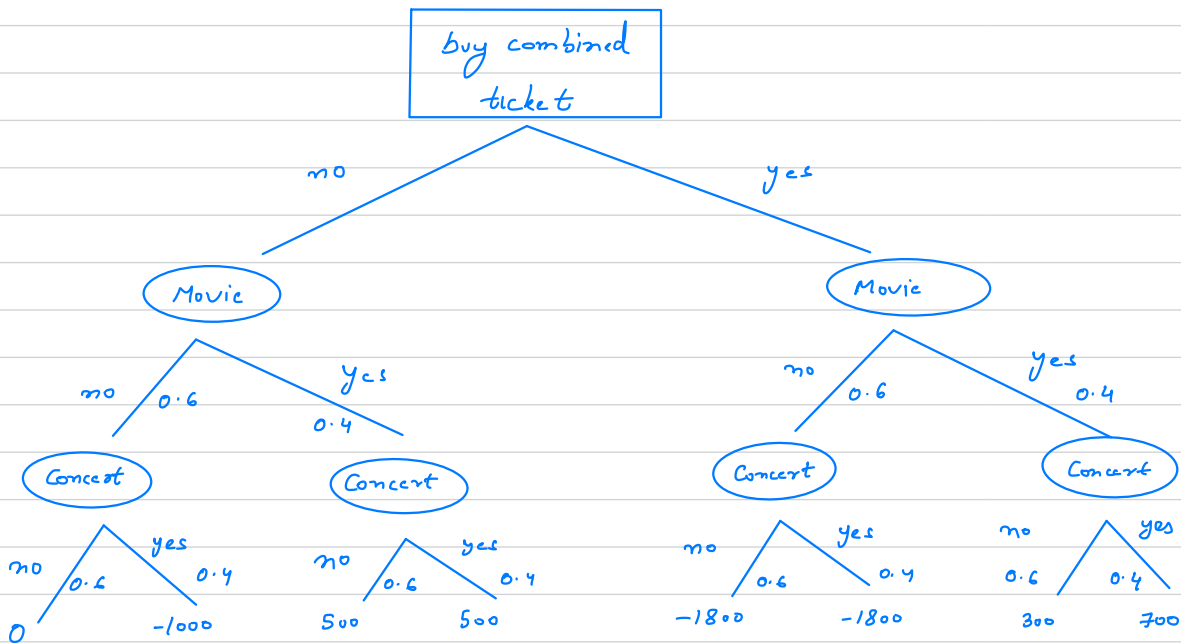 buy combined
ticket
no
yes
Movie
Movie
no
0.6
yes
0.4
no
0.6
yes
0.4
Concert
Concert
Concert
Concert
no
0.6
yes
0.4
no
0.6
yes
0.4
no
0.6
yes
0.4
no
0.6
yes
0.4
0
-1000
500
500
-1800
-1800
300
700